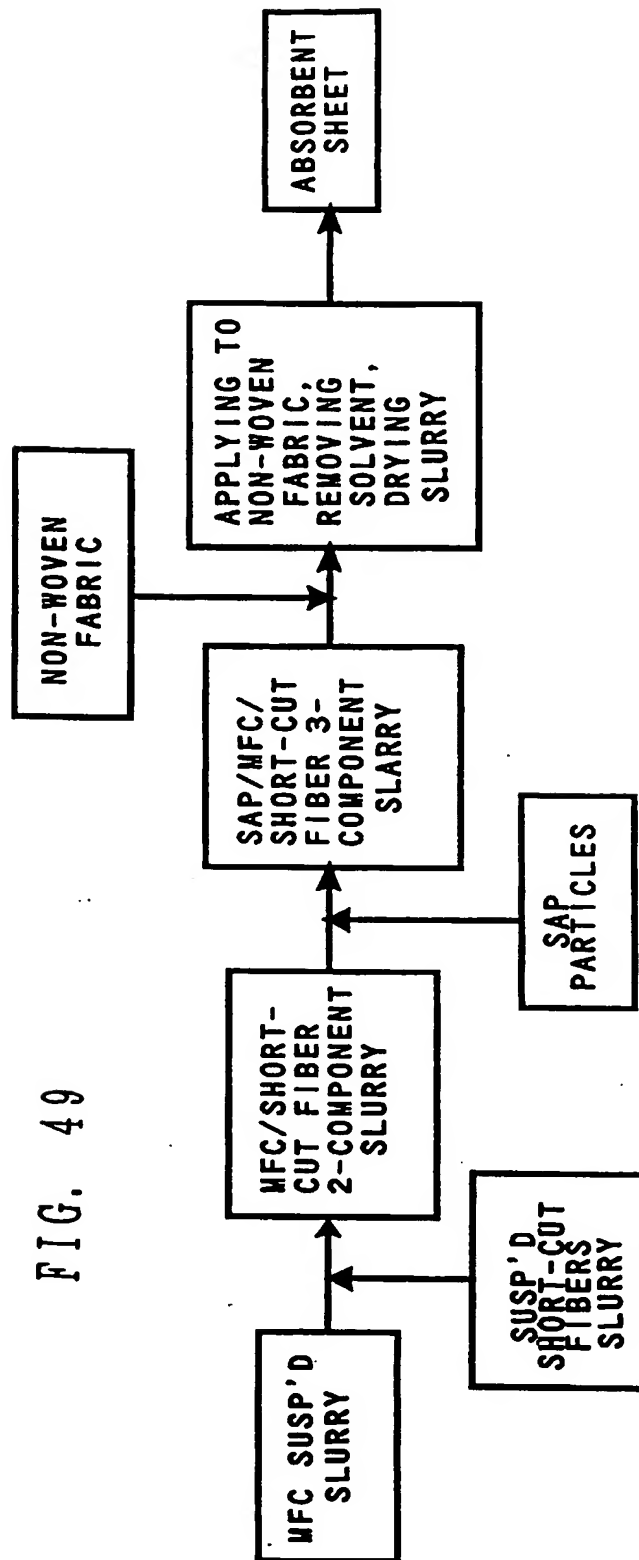 FIG. 49
MFC SUSP'D
SLURRY
SUSP'D
SHORT-CUT
FIBERS
SLURRY
MFC/SHORT-
CUT FIBER
2-COMPONENT
SLURRY
SAP
PARTICLES
SAP/MFC/
SHORT-CUT
FIBER 3-
COMPONENT
SLARRY
NON-WOVEN
FABRIC
APPLYING TO
NON-WOVEN
FABRIC,
REMOVING
SOLVENT,
DRYING
SLURRY
ABSORBENT
SHEET